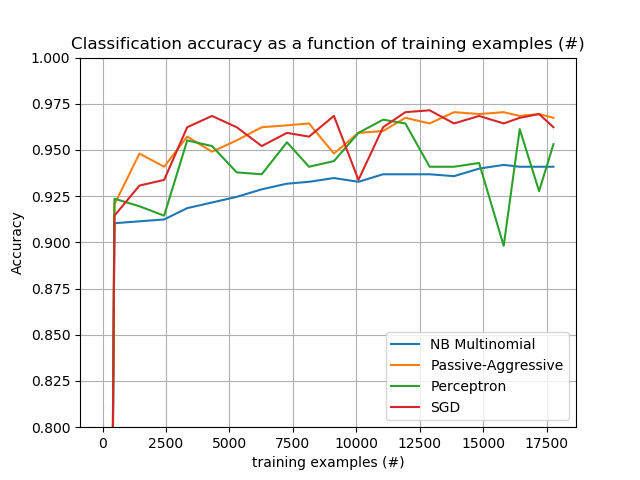 Classification accuracy as a function of training examples (#)
1.000
0.975
0.950
0.925
0.900
0.875
0.850
0.825
0.800
Accuracy
NB Multinomial
Passive-Aggressive
Perceptron
SGD
0 2500 5000 7500 10000 12500 15000 17500
training examples (#)